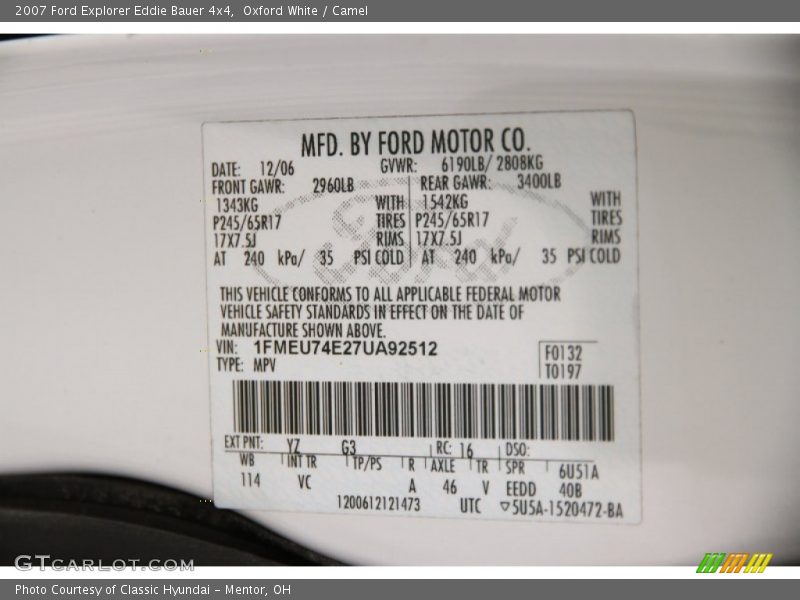 2007 Ford Explorer Eddie Bauer 4x4, Oxford White / Camel
MFD. BY FORD MOTOR CO.
DATE: 12/06 GVWR: 6190LB/ 2808KG
FRONT GAWR: 2960LB REAR GAWR: 3400LB
1343KG WITH 1542KG WITH
P245/65R17 TIRES P245/65R17 TIRES
17X7.5J RIMS 17X7.5J RIMS
AT 240 kPa/ 35 PSI COLD AT 240 kPa/ 35 PSI COLD
Ford
THIS VEHICLE CONFORMS TO ALL APPLICABLE FEDERAL MOTOR
VEHICLE SAFETY STANDARDS IN EFFECT ON THE DATE OF
MANUFACTURE SHOWN ABOVE.
VIN: 1FMEU74E27UA92512 F0132
TYPE: MPV T0197
EXT PNT: YZ G3 RC: 16 DSO:
WB INT TR TP/PS R AXLE TR SPR 6U51A
114 VC A 46 V EEDD 40B
1200612121473 UTC ▽5U5A-1520472-BA
GTCarLot.com
Photo Courtesy of Classic Hyundai - Mentor, OH